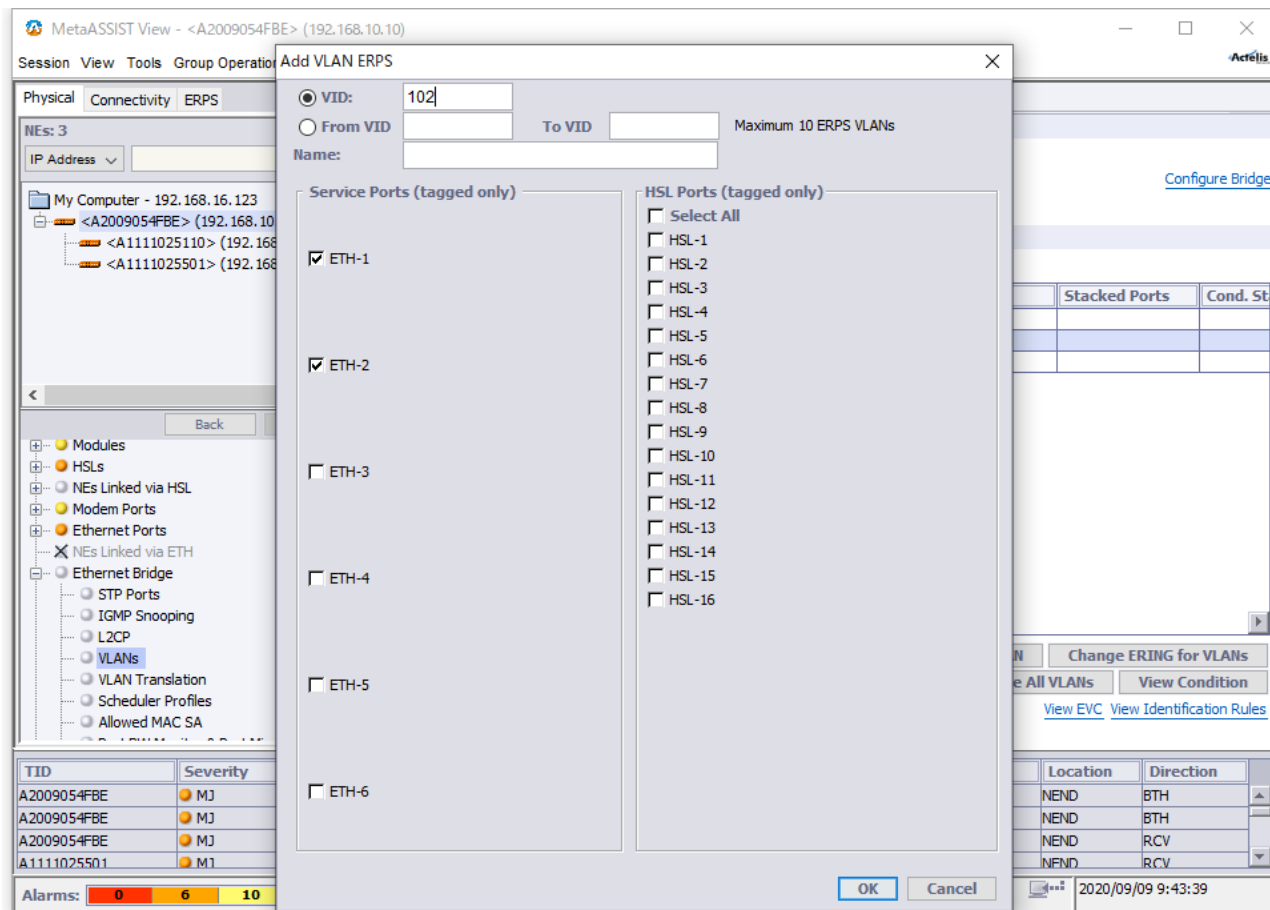 MetaASSIST View - <A2009054FBE> (192.168.10.10)
Session View Tools Group Operation
Actelis
Add VLAN ERPS
Physical Connectivity ERPS
NEs: 3
IP Address
My Computer - 192.168.16.123
<A2009054FBE> (192.168.10
<A1111025110> (192.168
<A1111025501> (192.168
Back
Modules
HSLs
NEs Linked via HSL
Modem Ports
Ethernet Ports
NEs Linked via ETH
Ethernet Bridge
STP Ports
IGMP Snooping
L2CP
VLANs
VLAN Translation
Scheduler Profiles
Allowed MAC SA
VID: 102
From VID To VID Maximum 10 ERPS VLANs
Name:
Service Ports (tagged only)
ETH-1
ETH-2
ETH-3
ETH-4
ETH-5
ETH-6
HSL Ports (tagged only)
Select All
HSL-1
HSL-2
HSL-3
HSL-4
HSL-5
HSL-6
HSL-7
HSL-8
HSL-9
HSL-10
HSL-11
HSL-12
HSL-13
HSL-14
HSL-15
HSL-16
OK Cancel
Configure Bridge
Stacked Ports Cond. St
N Change ERING for VLANs
e All VLANs View Condition
View EVC View Identification Rules
TID Severity Location Direction
A2009054FBE MJ NEND BTH
A2009054FBE MJ NEND BTH
A2009054FBE MJ NEND RCV
A1111025501 MJ NEND RCV
Alarms: 0 6 10 2020/09/09 9:43:39